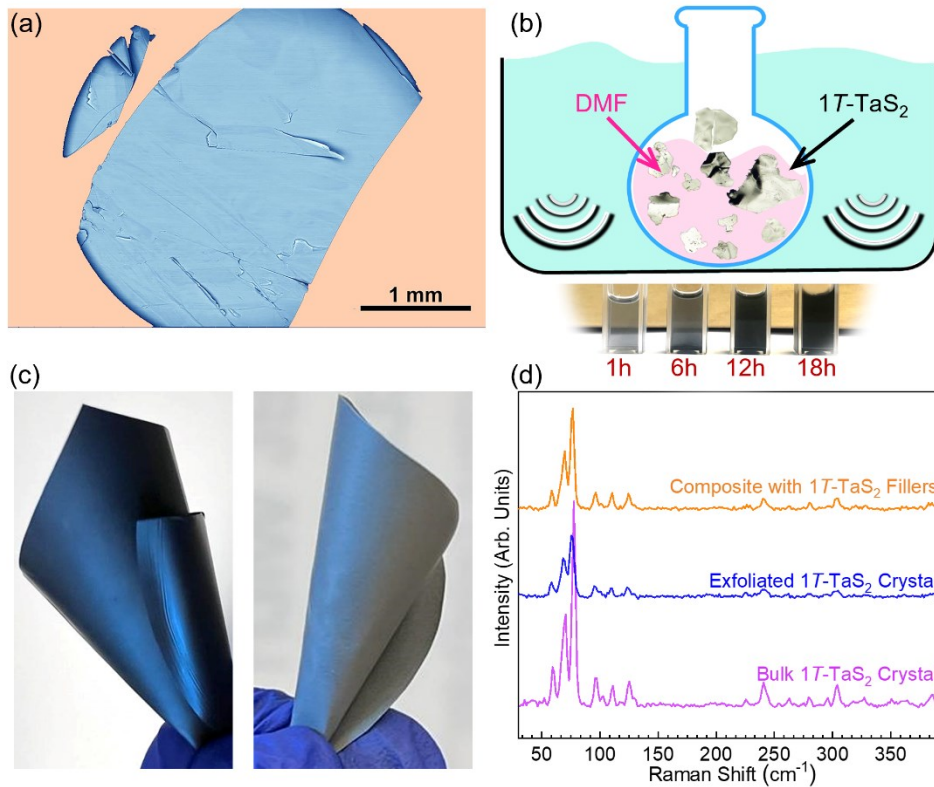 (a)
1 mm
(b)
DMF
1T-TaS₂
1h 6h 12h 18h
(c)
(d)
Intensity (Arb. Units)
Composite with 1T-TaS₂ Fillers
Exfoliated 1T-TaS₂ Crysta
Bulk 1T-TaS₂ Crysta
50 100 150 200 250 300 350
Raman Shift (cm⁻¹)